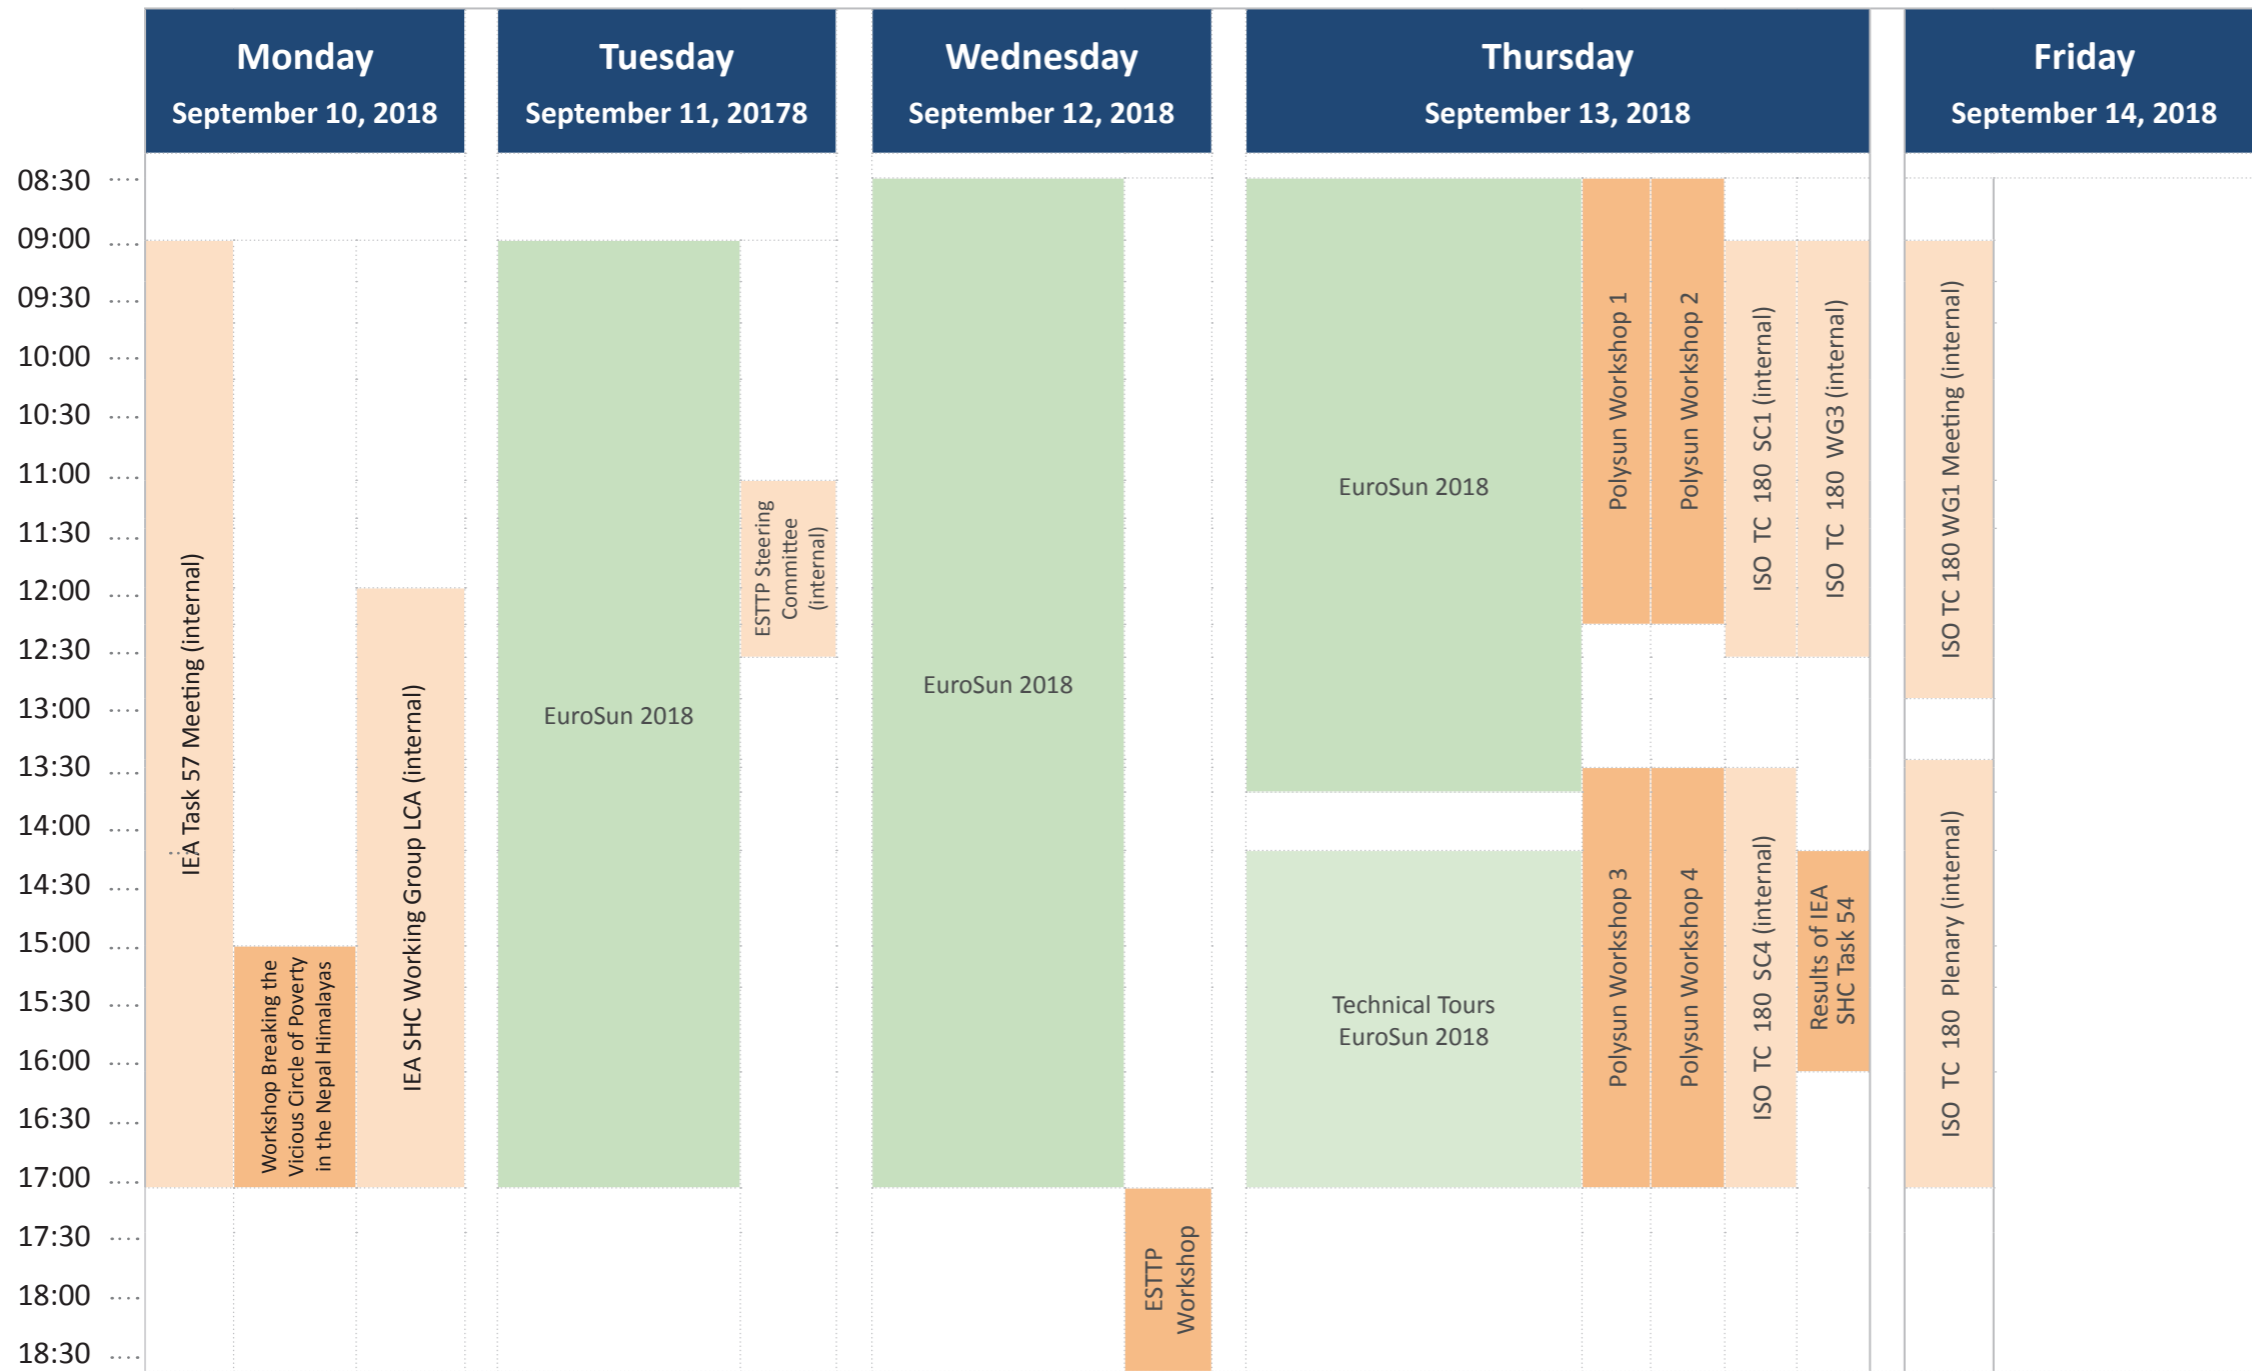 Monday
September 10, 2018
Tuesday
September 11, 20178
Wednesday
September 12, 2018
Thursday
September 13, 2018
Friday
September 14, 2018
08:30
09:00
09:30
10:00
10:30
11:00
11:30
12:00
12:30
13:00
13:30
14:00
14:30
15:00
15:30
16:00
16:30
17:00
17:30
18:00
18:30
IEA Task 57 Meeting (internal)
Workshop Breaking the
Vicious Circle of Poverty
in the Nepal Himalayas
IEA SHC Working Group LCA (internal)
EuroSun 2018
ESTTP Steering
Committee
(internal)
EuroSun 2018
ESTTP
Workshop
EuroSun 2018
Technical Tours
EuroSun 2018
Polysun Workshop 1
Polysun Workshop 3
Polysun Workshop 2
Polysun Workshop 4
ISO TC 180 SC1 (internal)
ISO TC 180 SC4 (internal)
ISO TC 180 WG3 (internal)
Results of IEA
SHC Task 54
ISO TC 180 WG1 Meeting (internal)
ISO TC 180 Plenary (internal)